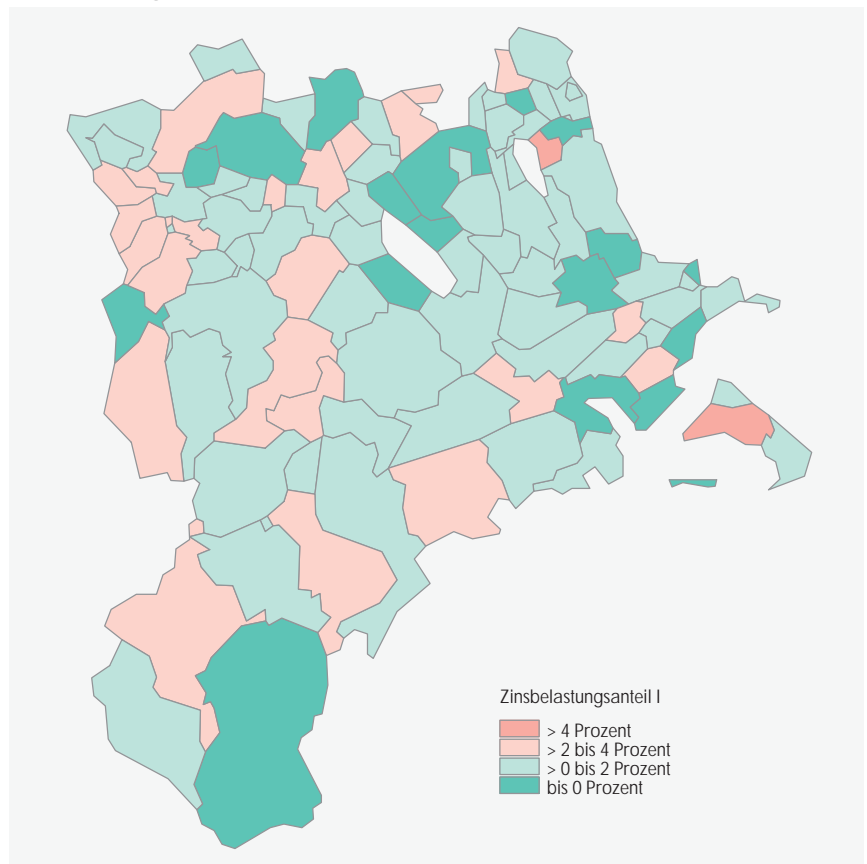 Zinsbelastungsanteil I
> 4 Prozent
> 2 bis 4 Prozent
> 0 bis 2 Prozent
bis 0 Prozent